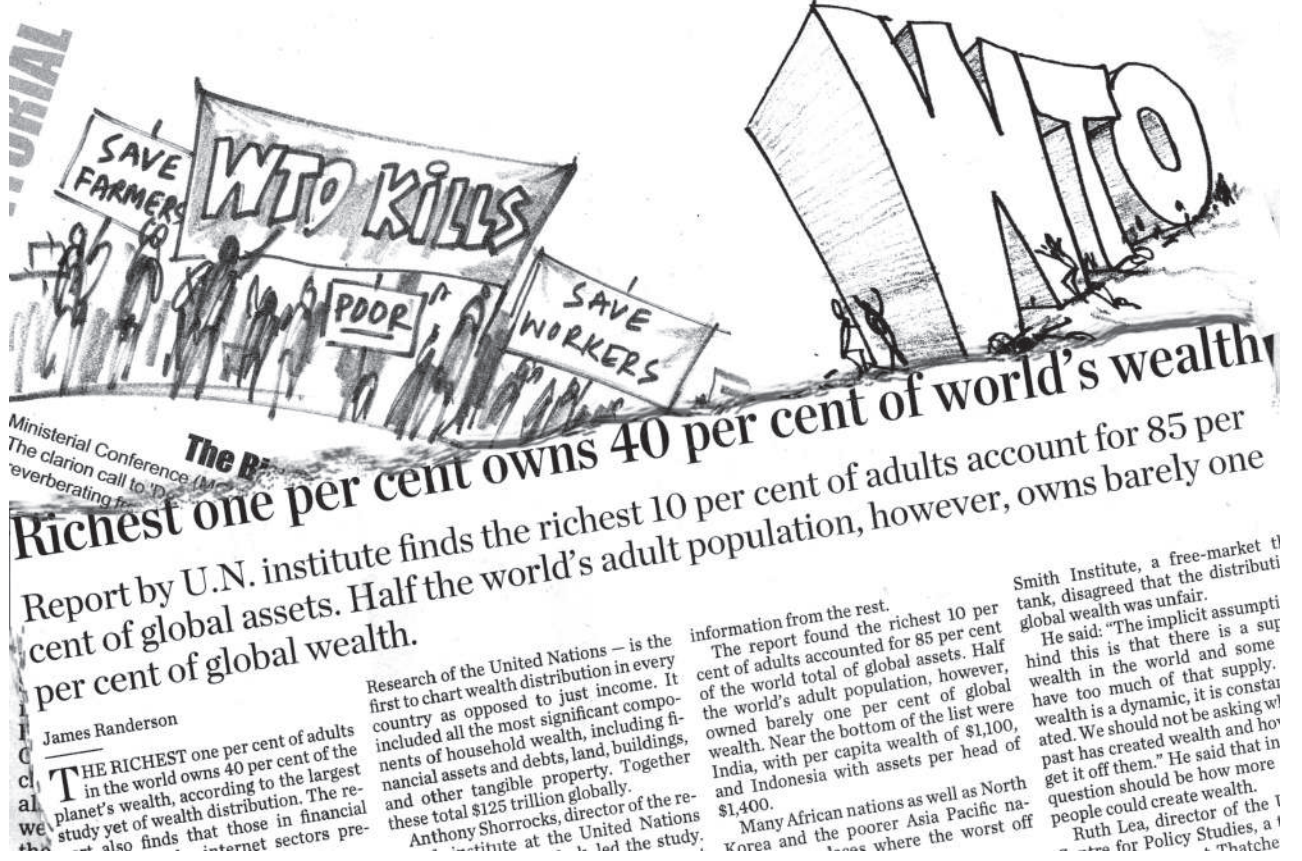 SAVE
FARMERS
WTO KiLLS
POOR
SAVE
WORKERS
WTO
Ministerial Conference
The clarion call to
reverberating
The
Richest one per cent owns 40 per cent of world's wealth
Report by U.N. institute finds the richest 10 per cent of adults account for 85 per
cent of global assets. Half the world's adult population, however, owns barely one
per cent of global wealth.
James Randerson
THE RICHEST one per cent of adults
in the world owns 40 per cent of the
planet's wealth, according to the largest
study yet of wealth distribution. The re-
also finds that those in financial
internet sectors pre-
Research of the United Nations — is the
first to chart wealth distribution in every
country as opposed to just income. It
included all the most significant compo-
nents of household wealth, including fi-
nancial assets and debts, land, buildings,
and other tangible property. Together
these total $125 trillion globally.
Anthony Shorrocks, director of the re-
institute at the United Nations
led the study.
information from the rest.
The report found the richest 10 per
cent of adults accounted for 85 per cent
of the world total of global assets. Half
the world's adult population, however,
owned barely one per cent of global
wealth. Near the bottom of the list were
India, with per capita wealth of $1,100,
and Indonesia with assets per head of
$1,400.
Many African nations as well as North
Korea and the poorer Asia Pacific na-
where the worst off
Smith Institute, a free-market
tank, disagreed that the
global wealth was unfair.
He said: "The implicit
hind this is that there is a
wealth in the world and some
have too much of that supply.
wealth is a dynamic, it is
ated. We should not be asking
past has created wealth and
get it off them." He said that in
question should be how more
people could create wealth.
Ruth Lea, director of the
for Policy Studies, a